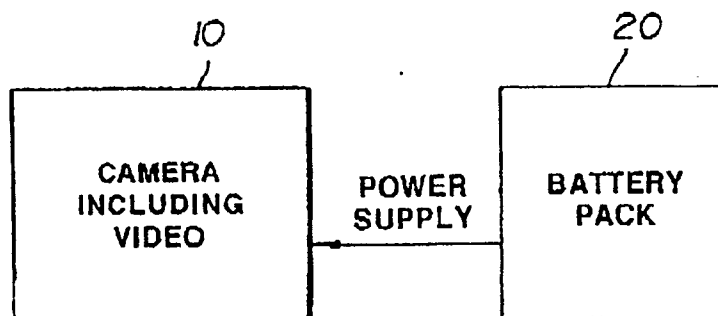 10
20
CAMERA
INCLUDING
VIDEO
POWER
SUPPLY
BATTERY
PACK